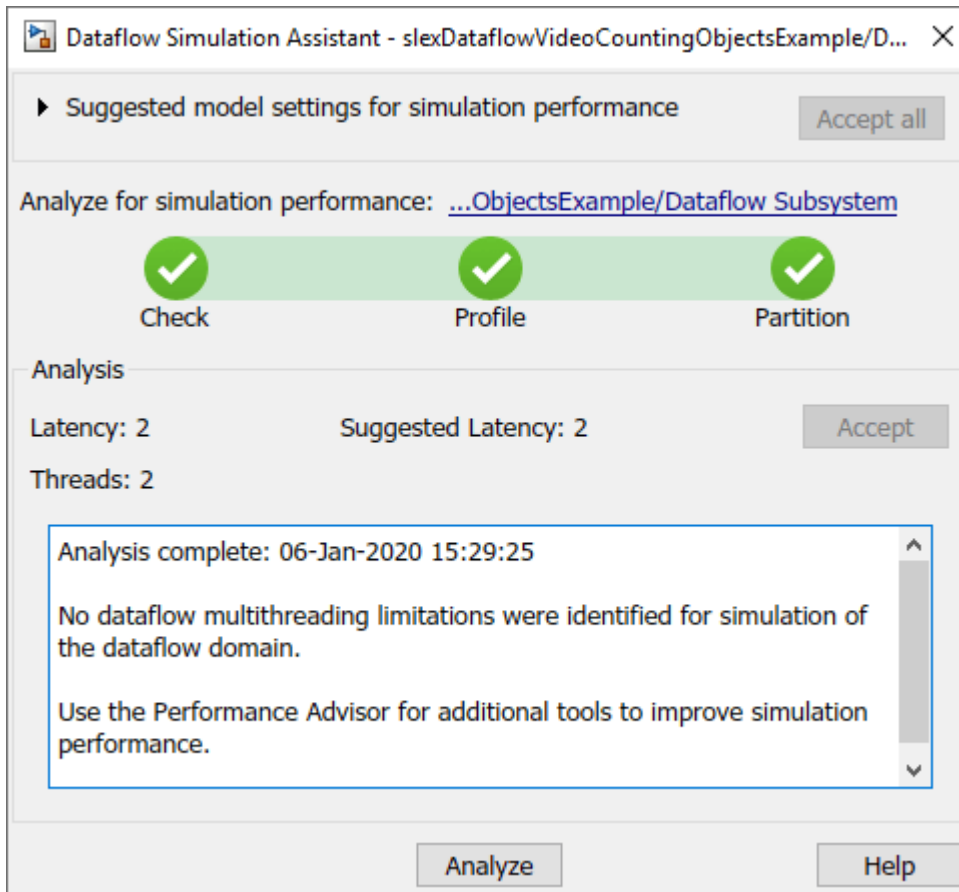 Dataflow Simulation Assistant - slexDataflowVideoCountingObjectsExample/D...
Suggested model settings for simulation performance
Accept all
Analyze for simulation performance: ...ObjectsExample/Dataflow Subsystem
Check Profile Partition
Analysis
Latency: 2 Suggested Latency: 2 Accept
Threads: 2
Analysis complete: 06-Jan-2020 15:29:25
No dataflow multithreading limitations were identified for simulation of
the dataflow domain.
Use the Performance Advisor for additional tools to improve simulation
performance.
Analyze Help